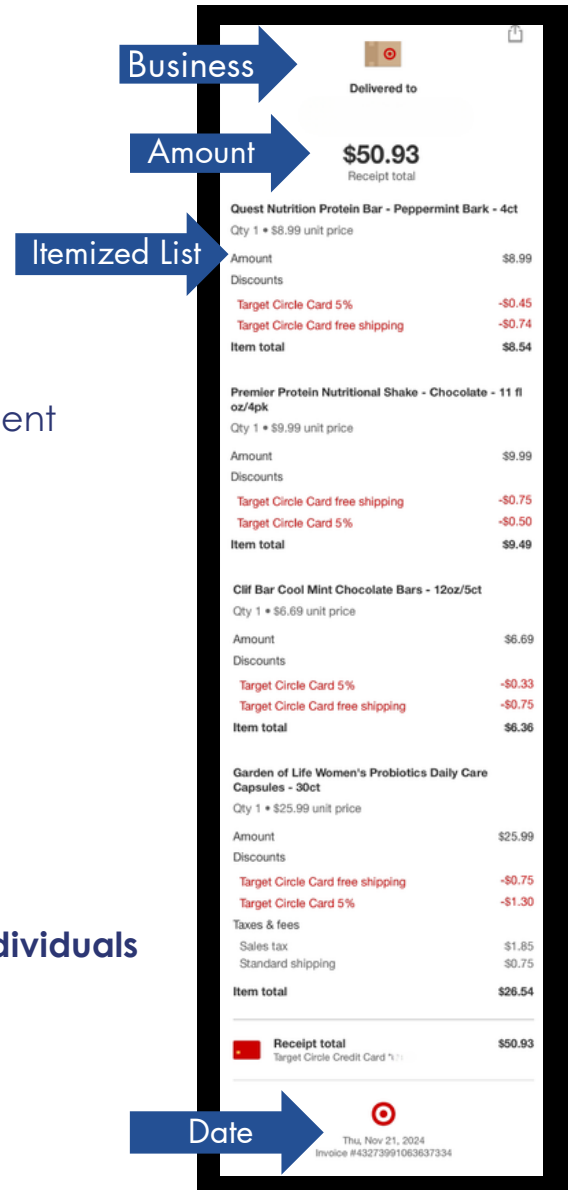 Business
Delivered to
Amount
$50.93
Receipt total
Quest Nutrition Protein Bar - Peppermint Bark - 4ct
Qty 1 • $8.99 unit price
Itemized List
Amount $8.99
Discounts
Target Circle Card 5% -$0.45
Target Circle Card free shipping -$0.74
Item total $8.54
Premier Protein Nutritional Shake - Chocolate - 11 fl
oz/4pk
ent
Qty 1 • $9.99 unit price
Amount $9.99
Discounts
Target Circle Card free shipping -$0.75
Target Circle Card 5% -$0.50
Item total $9.49
Clif Bar Cool Mint Chocolate Bars - 12oz/5ct
Qty 1 • $6.69 unit price
Amount $6.69
Discounts
Target Circle Card 5% -$0.33
Target Circle Card free shipping -$0.75
Item total $6.36
Garden of Life Women's Probiotics Daily Care
Capsules - 30ct
Qty 1 • $25.99 unit price
Amount $25.99
Discounts
Target Circle Card free shipping -$0.75
Target Circle Card 5% -$1.30
Taxes & fees
dividuals
Sales tax $1.85
Standard shipping $0.75
Item total $26.54
Receipt total $50.93
Target Circle Credit Card
Date
Thu, Nov 21, 2024
Invoice #43273991063637334